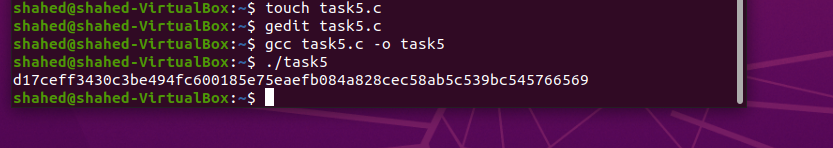 shahed@shahed-VirtualBox:~$ touch task5.c
shahed@shahed-VirtualBox:~$ gedit task5.c
shahed@shahed-VirtualBox:~$ gcc task5.c -o task5
shahed@shahed-VirtualBox:~$ ./task5
d17ceff3430c3be494fc600185e75eaefb084a828cec58ab5c539bc545766569
shahed@shahed-VirtualBox:~$